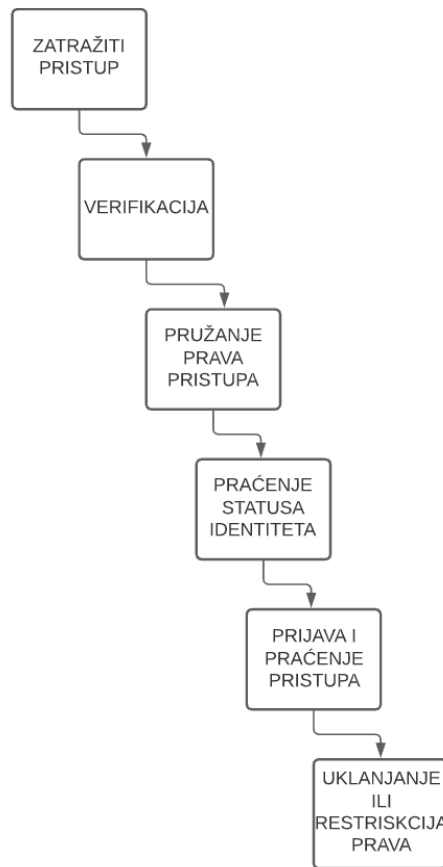 ZATRAŽITI
PRISTUP
VERIFIKACIJA
PRUŽANJE
PRAVA
PRISTUPA
PRAĆENJE
STATUSA
IDENTITETA
PRIJAVA I
PRAĆENJE
PRISTUPA
UKLANJANJE
ILI
RESTRISKCIJA
PRAVA